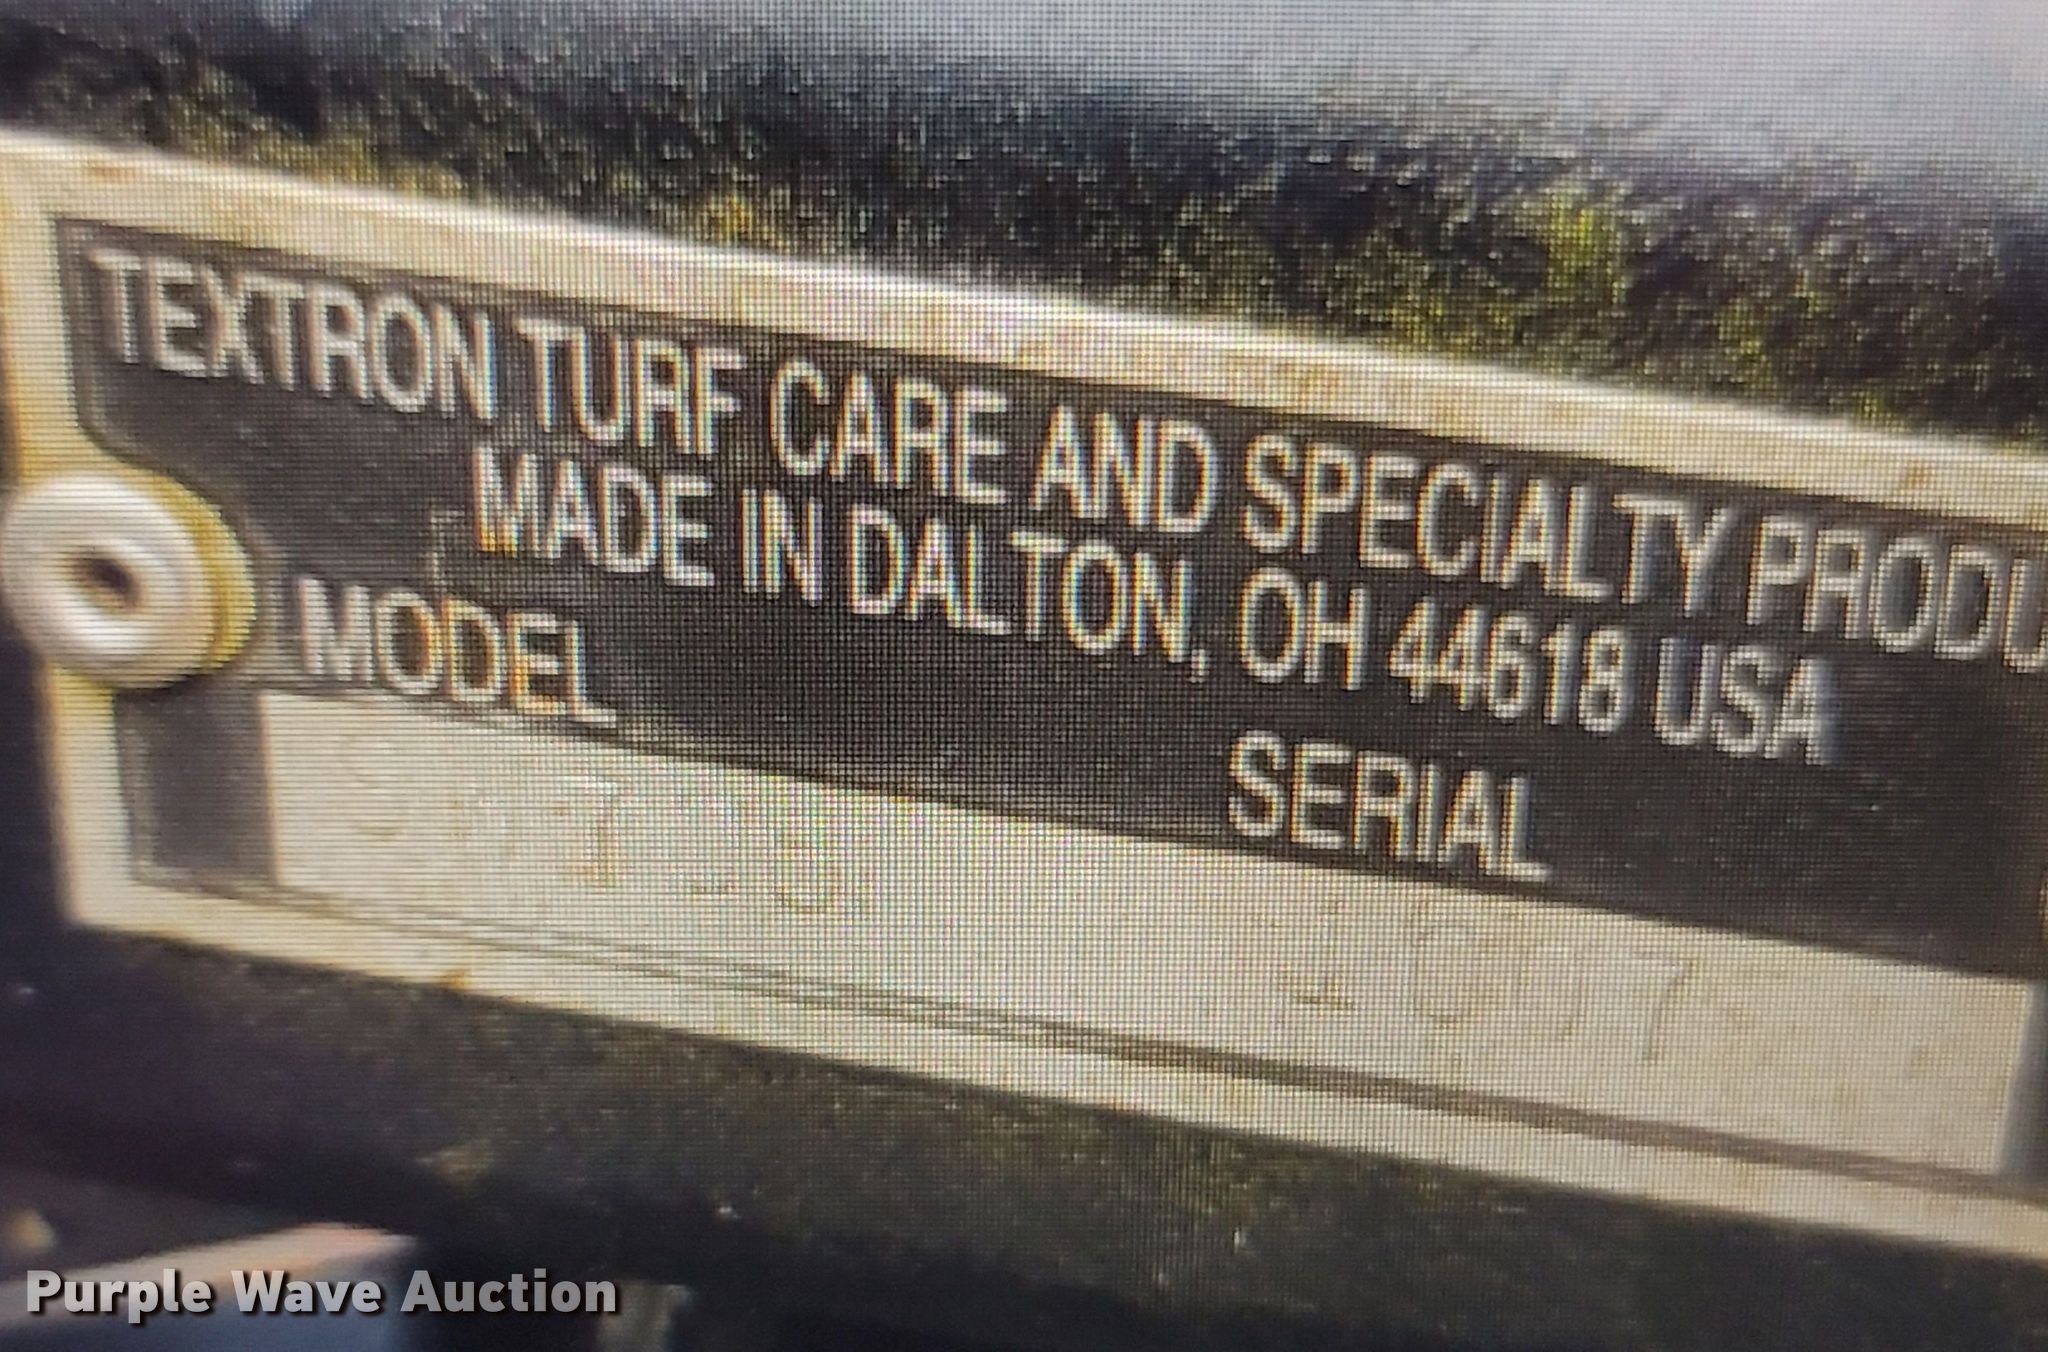 TEXTRON TURF CARE AND SPECIALTY PRODU
MADE IN DALTON, OH 44618 USA
MODEL SERIAL
Purple Wave Auction